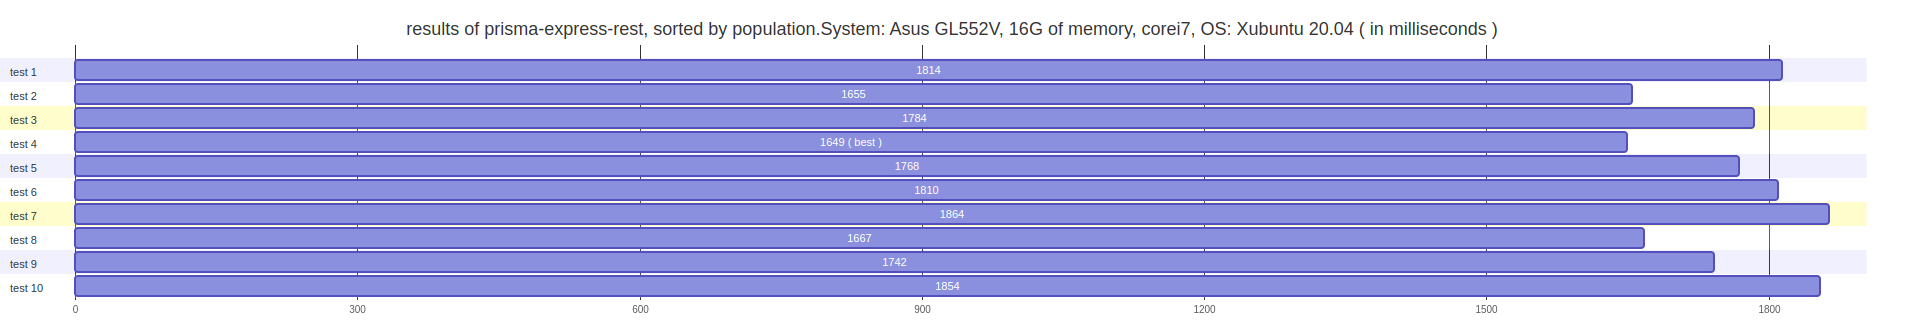 results of prisma-express-rest, sorted by population.System: Asus GL552V, 16G of memory, corei7, OS: Xubuntu 20.04 ( in milliseconds )
test 1 1814
test 2 1655
test 3 1784
test 4 1649 ( best )
test 5 1768
test 6 1810
test 7 1864
test 8 1667
test 9 1742
test 10 1854
0 300 600 900 1200 1500 1800